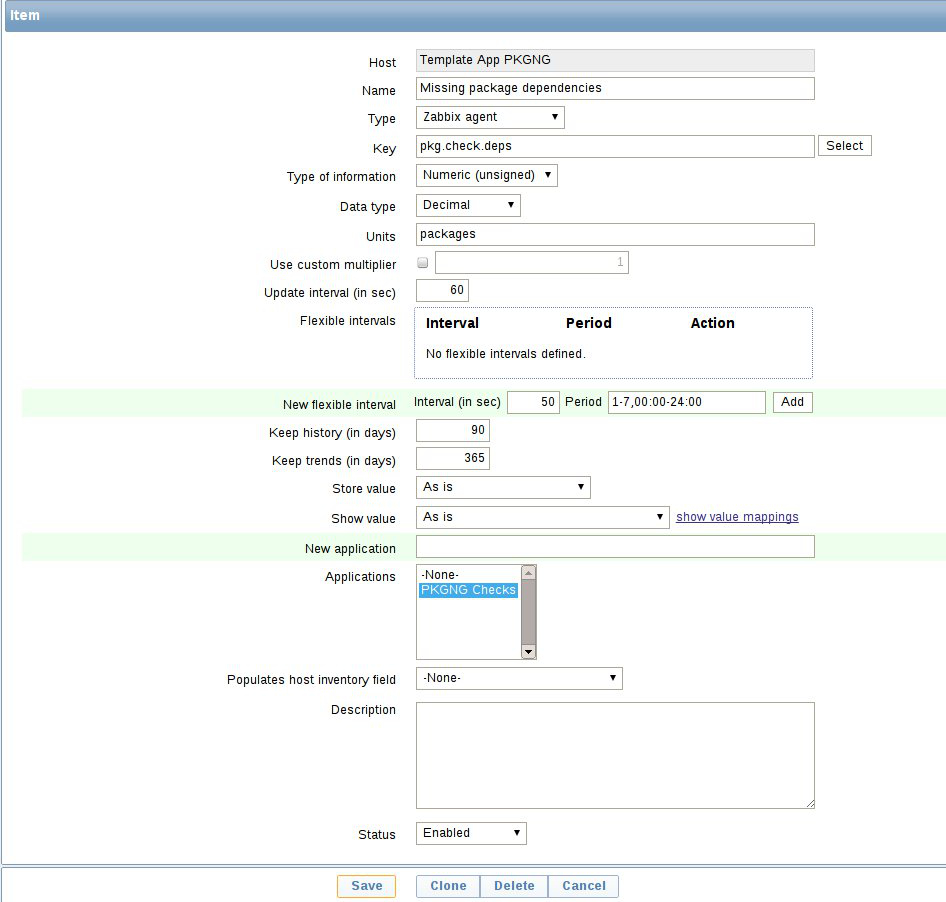 Item
Host Template App PKGNG
Name Missing package dependencies
Type Zabbix agent
Key pkg.check.deps Select
Type of information Numeric (unsigned)
Data type Decimal
Units packages
Use custom multiplier 1
Update interval (in sec) 60
Flexible intervals Interval Period Action
No flexible intervals defined.
New flexible interval Interval (in sec) 50 Period 1-7,00:00-24:00 Add
Keep history (in days) 90
Keep trends (in days) 365
Store value As is
Show value As is show value mappings
New application
Applications -None-
PKGNG Checks
Populates host inventory field -None-
Description
Status Enabled
Save Clone Delete Cancel